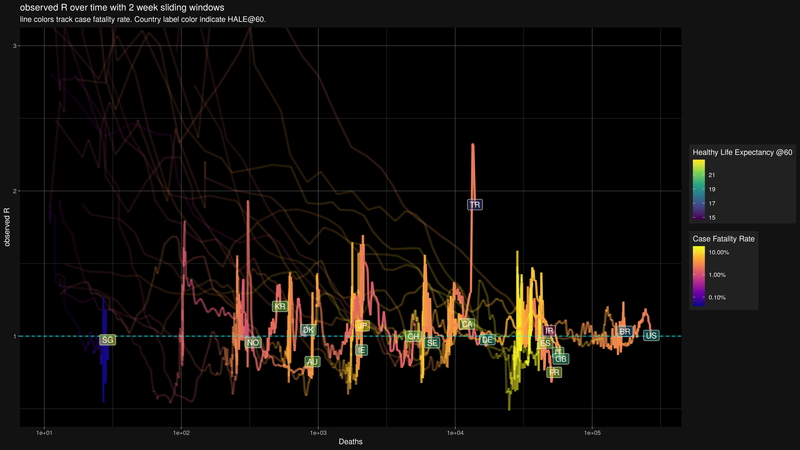 observed R over time with 2 week sliding windows
line colors track case fatality rate. Country label color indicate HALE@60.
observed R
3
2
1
TR
KR
JP
CA
DK
IR
BR
US
SG
NO
CH
SE
DE
ES
IE
AU
GB
FR
1e+01
1e+02
1e+03
1e+04
1e+05
Deaths
Healthy Life Expectancy @60
21
19
17
15
Case Fatality Rate
10.00%
1.00%
0.10%